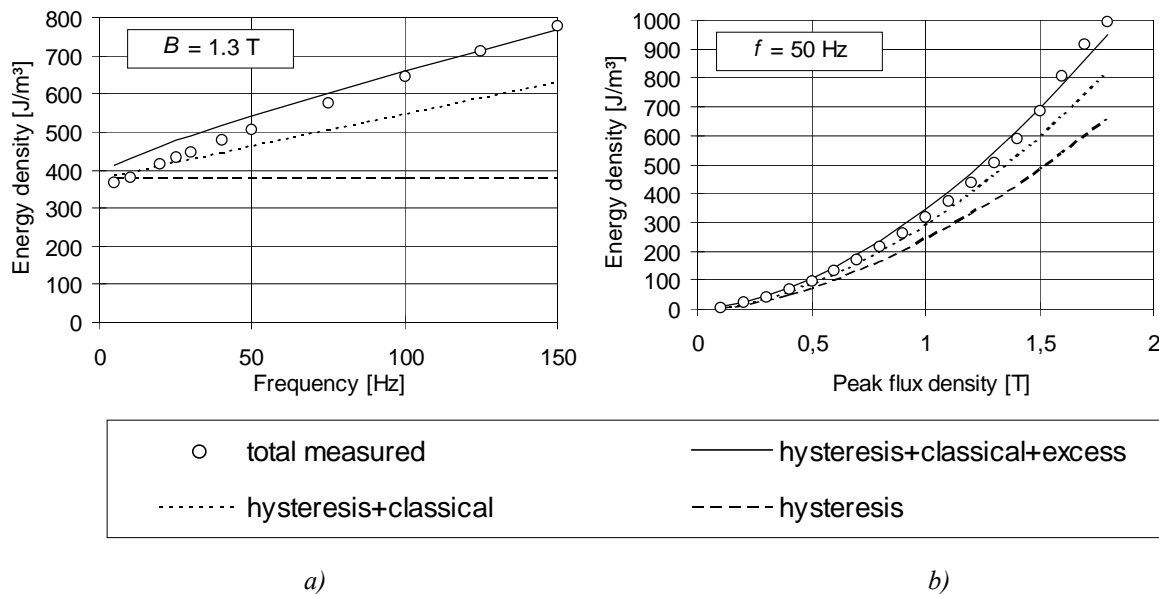 800
700
600
500
400
300
200
100
0
Energy density [J/m³]
B = 1.3 T
0 50 100 150
Frequency [Hz]
1000
900
800
700
600
500
400
300
200
100
0
Energy density [J/m³]
f = 50 Hz
0 0,5 1 1,5 2
Peak flux density [T]
total measured hysteresis+classical+excess
hysteresis+classical hysteresis
a) b)